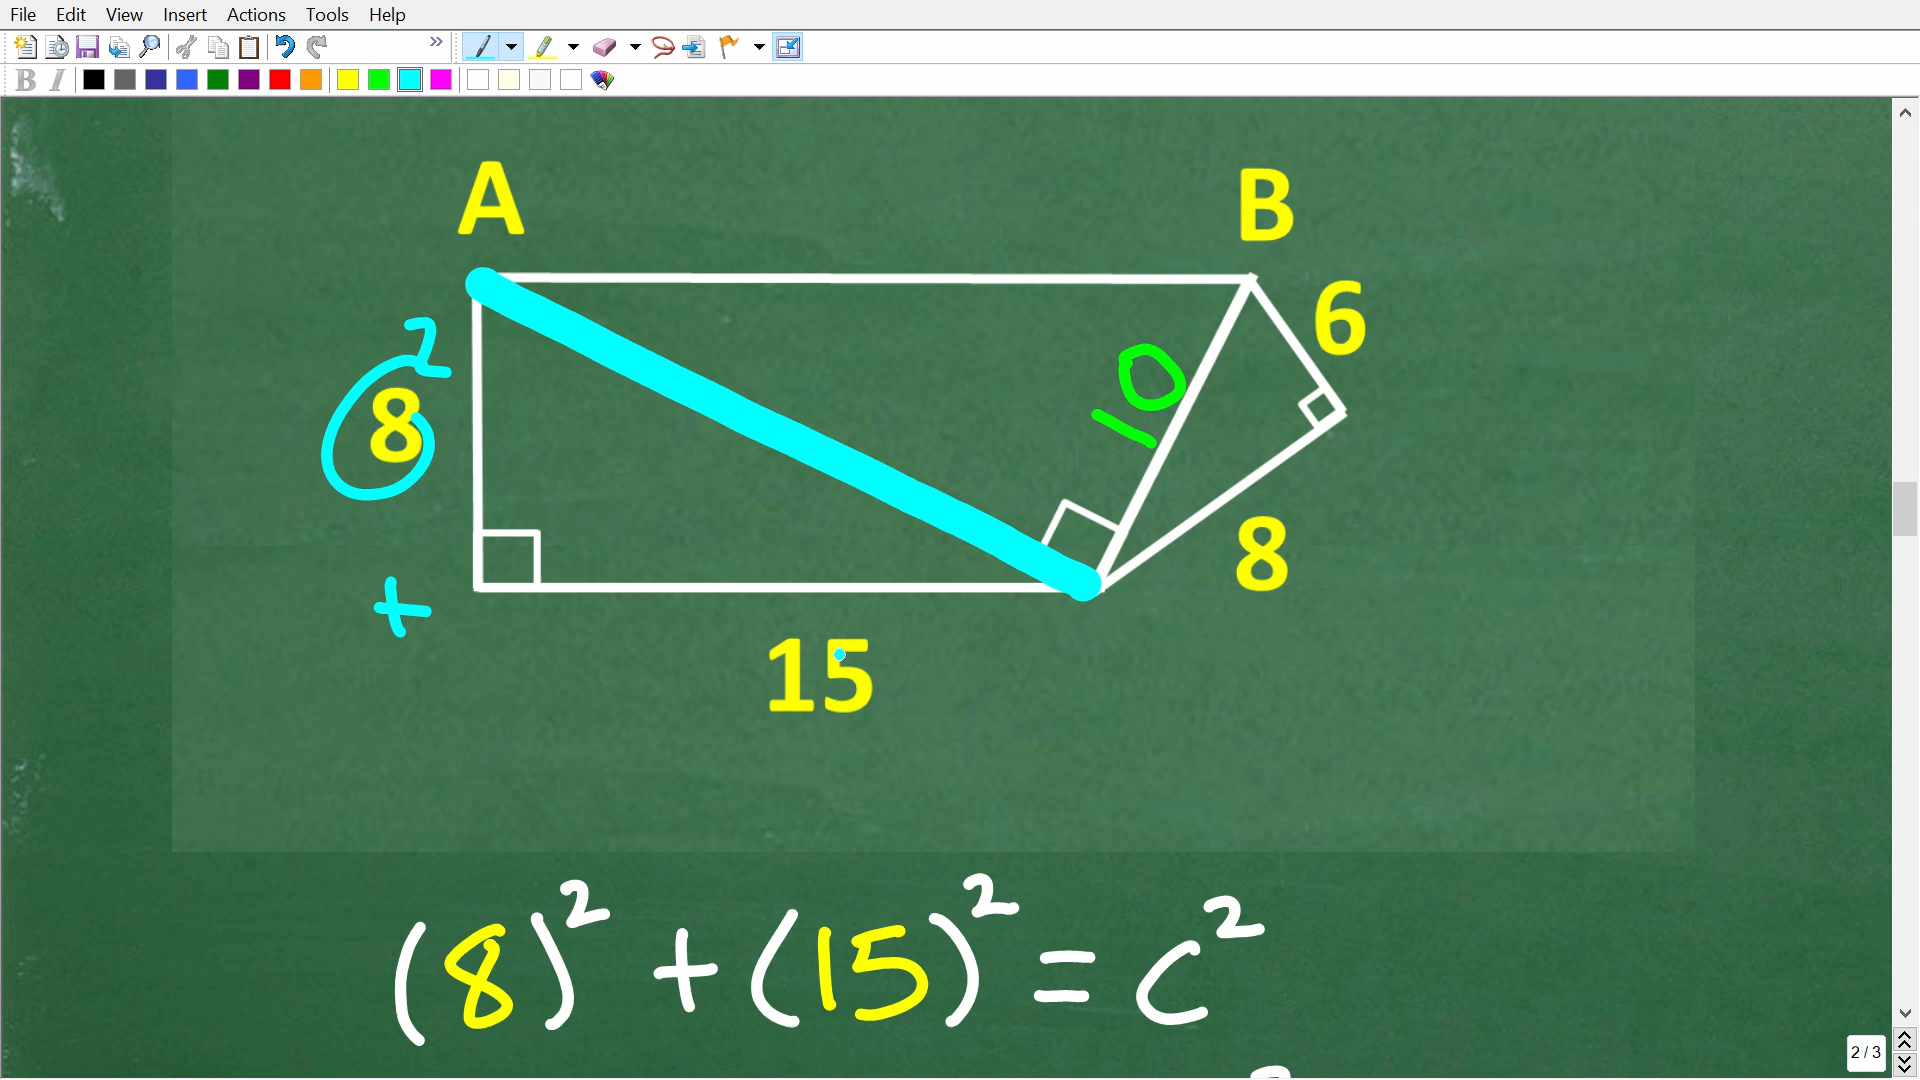 File Edit View Insert Actions Tools Help
B I
A B
6
2
8
10
8
+
15
(8)² + (15)² = c²
2 / 3